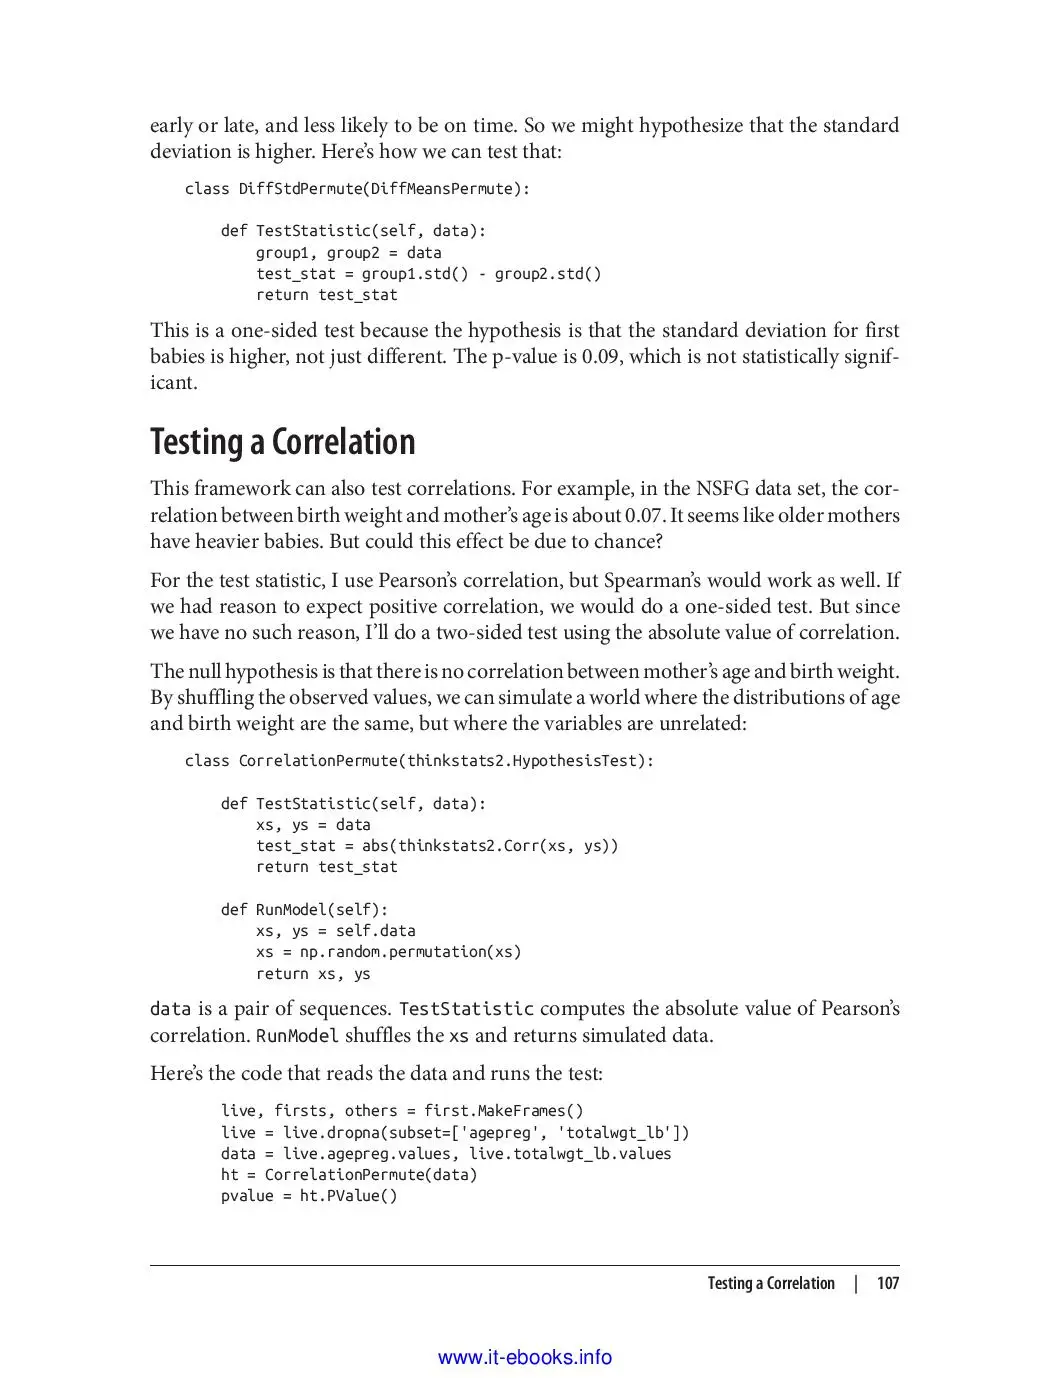 early or late, and less likely to be on time. So we might hypothesize that the standard
deviation is higher. Here’s how we can test that:
class DiffStdPermute(DiffMeansPermute):
    def TestStatistic(self, data):
        group1, group2 = data
        test_stat = group1.std() - group2.std()
        return test_stat
This is a one-sided test because the hypothesis is that the standard deviation for first
babies is higher, not just different. The p-value is 0.09, which is not statistically signif-
icant.
Testing a Correlation
This framework can also test correlations. For example, in the NSFG data set, the cor-
relation between birth weight and mother’s age is about 0.07. It seems like older mothers
have heavier babies. But could this effect be due to chance?
For the test statistic, I use Pearson’s correlation, but Spearman’s would work as well. If
we had reason to expect positive correlation, we would do a one-sided test. But since
we have no such reason, I’ll do a two-sided test using the absolute value of correlation.
The null hypothesis is that there is no correlation between mother’s age and birth weight.
By shuffling the observed values, we can simulate a world where the distributions of age
and birth weight are the same, but where the variables are unrelated:
class CorrelationPermute(thinkstats2.HypothesisTest):
    def TestStatistic(self, data):
        xs, ys = data
        test_stat = abs(thinkstats2.Corr(xs, ys))
        return test_stat
    def RunModel(self):
        xs, ys = self.data
        xs = np.random.permutation(xs)
        return xs, ys
data is a pair of sequences. TestStatistic computes the absolute value of Pearson’s
correlation. RunModel shuffles the xs and returns simulated data.
Here’s the code that reads the data and runs the test:
    live, firsts, others = first.MakeFrames()
    live = live.dropna(subset=['agepreg', 'totalwgt_lb'])
    data = live.agepreg.values, live.totalwgt_lb.values
    ht = CorrelationPermute(data)
    pvalue = ht.PValue()
Testing a Correlation | 107
www.it-ebooks.info